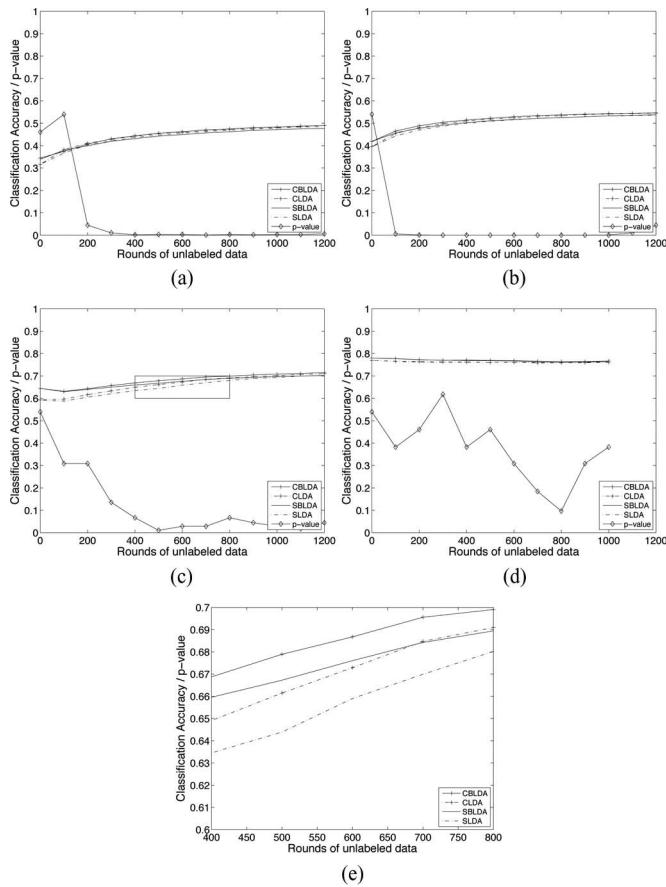 1
0.9
0.8
0.7
0.6
0.5
0.4
0.3
0.2
0.1
0
Classification Accuracy / p-value
CBLDA
CLDA
SBLDA
SLDA
p-value
0 200 400 600 800 1000 1200
Rounds of unlabeled data
(a)
1
0.9
0.8
0.7
0.6
0.5
0.4
0.3
0.2
0.1
0
Classification Accuracy / p-value
CBLDA
CLDA
SBLDA
SLDA
p-value
0 200 400 600 800 1000 1200
Rounds of unlabeled data
(b)
1
0.9
0.8
0.7
0.6
0.5
0.4
0.3
0.2
0.1
0
Classification Accuracy / p-value
CBLDA
CLDA
SBLDA
SLDA
p-value
0 200 400 600 800 1000 1200
Rounds of unlabeled data
(c)
1
0.9
0.8
0.7
0.6
0.5
0.4
0.3
0.2
0.1
0
Classification Accuracy / p-value
CBLDA
CLDA
SBLDA
SLDA
p-value
0 200 400 600 800 1000 1200
Rounds of unlabeled data
(d)
0.7
0.69
0.68
0.67
0.66
0.65
0.64
0.63
0.62
0.61
0.6
Classification Accuracy / p-value
CBLDA
CLDA
SBLDA
SLDA
400 450 500 550 600 650 700 750 800
Rounds of unlabeled data
(e)